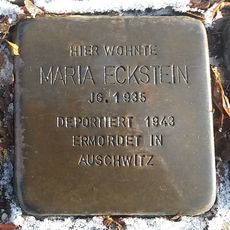 HIER WOHNTE
MARIA ECKSTEIN
JG. 1935
DEPORTIERT 1943
ERMORDET IN
AUSCHWITZ